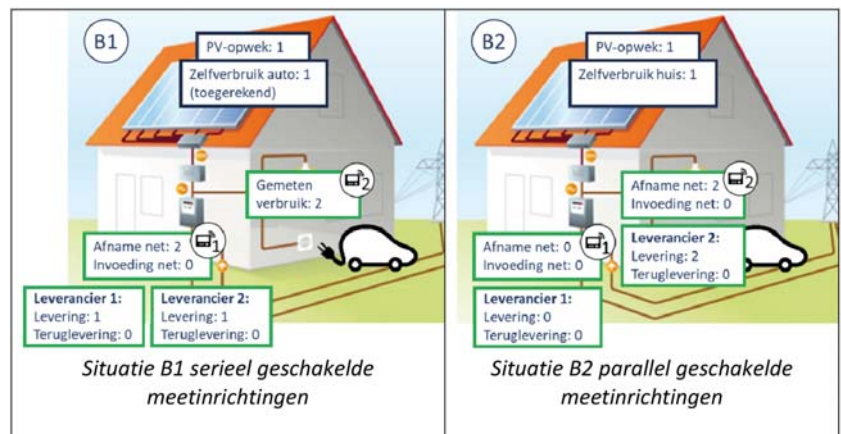 B1
PV-opwek: 1
Zelfverbruik auto: 1
(toegerekend)
Gemeten
verbruik: 2
2
Afname net: 2
Invoeding net: 0
1
Leverancier 1:
Levering: 1
Teruglevering: 0
Leverancier 2:
Levering: 1
Teruglevering: 0
Situatie B1 serieel geschakelde
meetinrichtingen
B2
PV-opwek: 1
Zelfverbruik huis: 1
Afname net: 2
Invoeding net: 0
2
Afname net: 0
Invoeding net: 0
1
Leverancier 2:
Levering: 2
Teruglevering: 0
Leverancier 1:
Levering: 0
Teruglevering: 0
Situatie B2 parallel geschakelde
meetinrichtingen